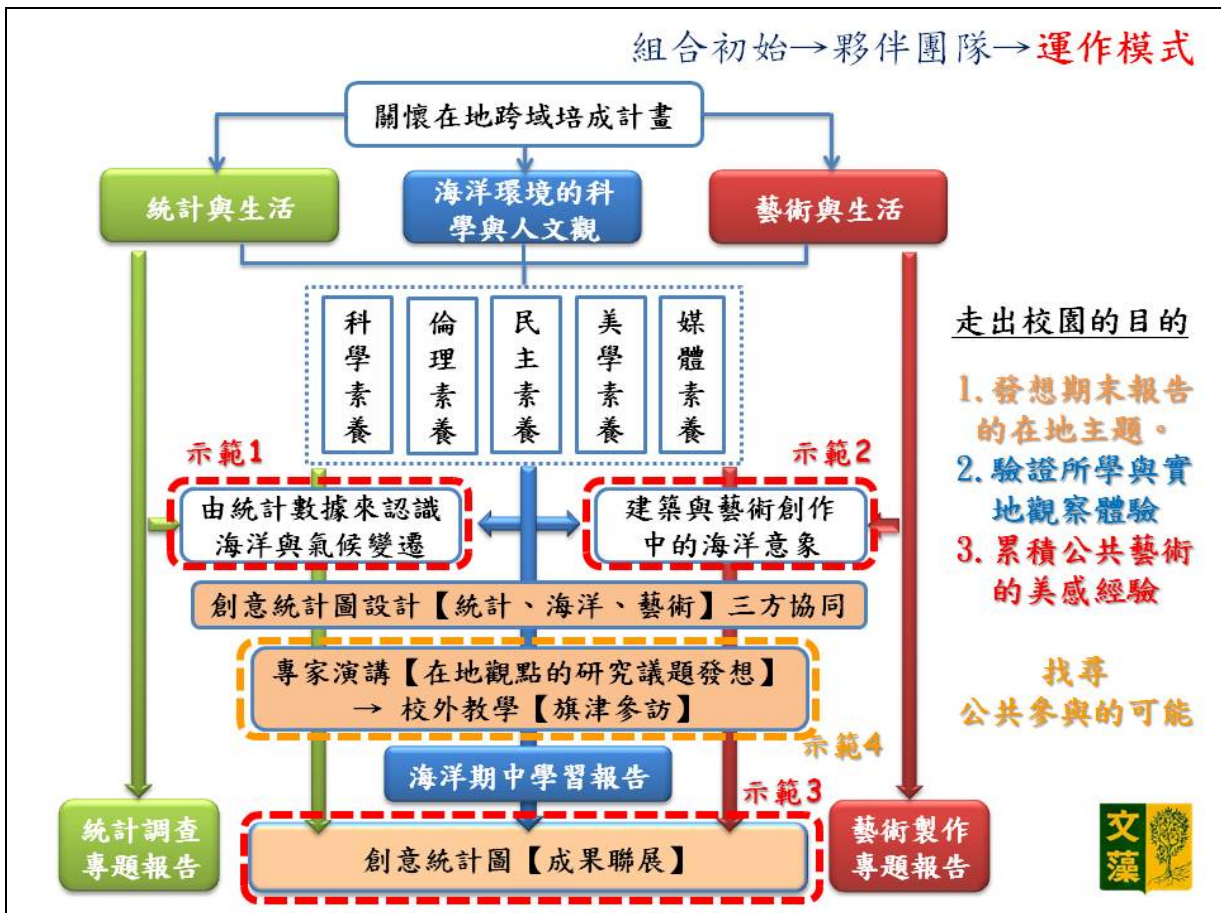 組合初始→夥伴團隊→運作模式
關懷在地跨域培成計畫
統計與生活
海洋環境的科
學與人文觀
藝術與生活
科學素養
倫理素養
民主素養
美學素養
媒體素養
走出校園的目的
1.發想期末報告
的在地主題。
2.驗證所學與實
地觀察體驗
3.累積公共藝術
的美感經驗
找尋
公共參與的可能
示範1
示範2
由統計數據來認識
海洋與氣候變遷
建築與藝術創作
中的海洋意象
創意統計圖設計【統計、海洋、藝術】三方協同
專家演講【在地觀點的研究議題發想】
→ 校外教學【旗津參訪】
示範4
海洋期中學習報告
示範3
統計調查
專題報告
創意統計圖【成果聯展】
藝術製作
專題報告
文藻